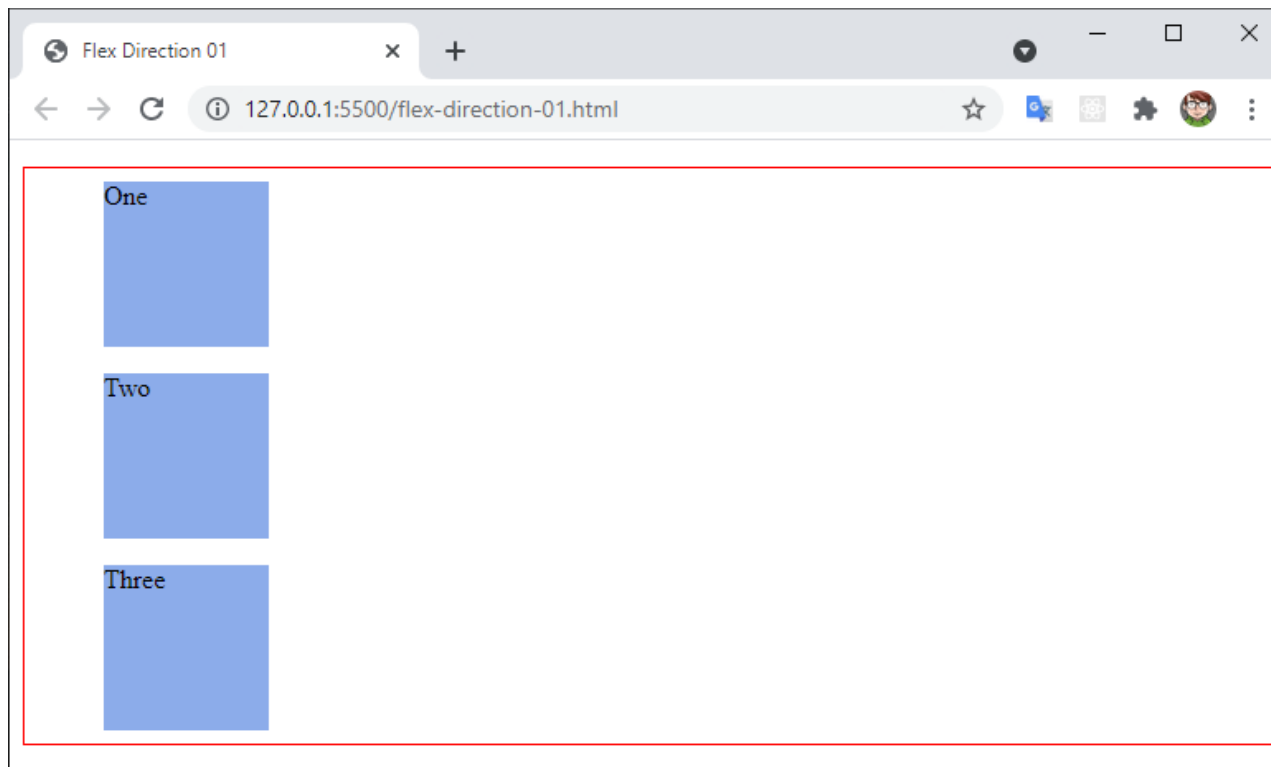 Flex Direction 01
127.0.0.1:5500/flex-direction-01.html
One
Two
Three